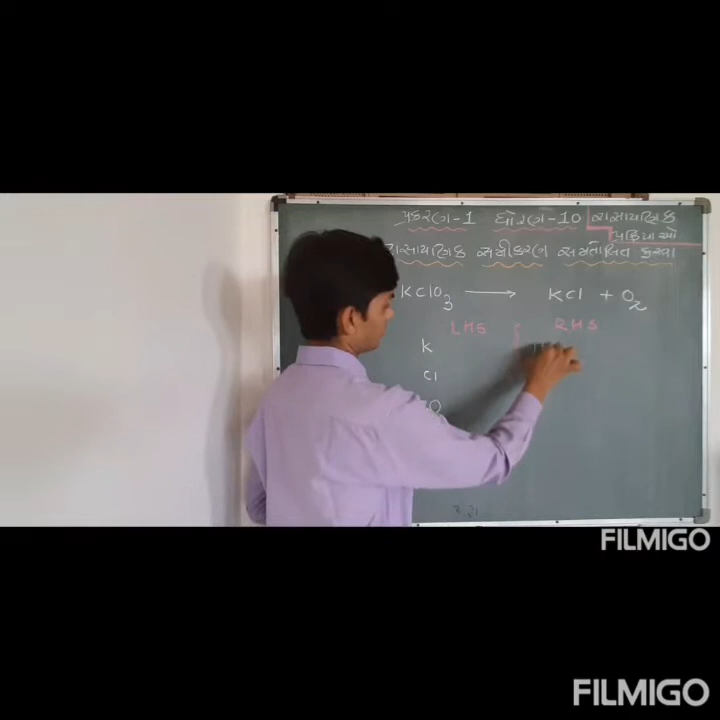 પ્રકરણ-1 ધોરણ-10 રાસાયણિક
પ્રક્રિયાઓ
રાસાયણિક સમીકરણ સમતોલિત કરવા
KClO3 ⟶ KCl + O2
LHS RHS
K
Cl
O
FILMIGO
FILMIGO